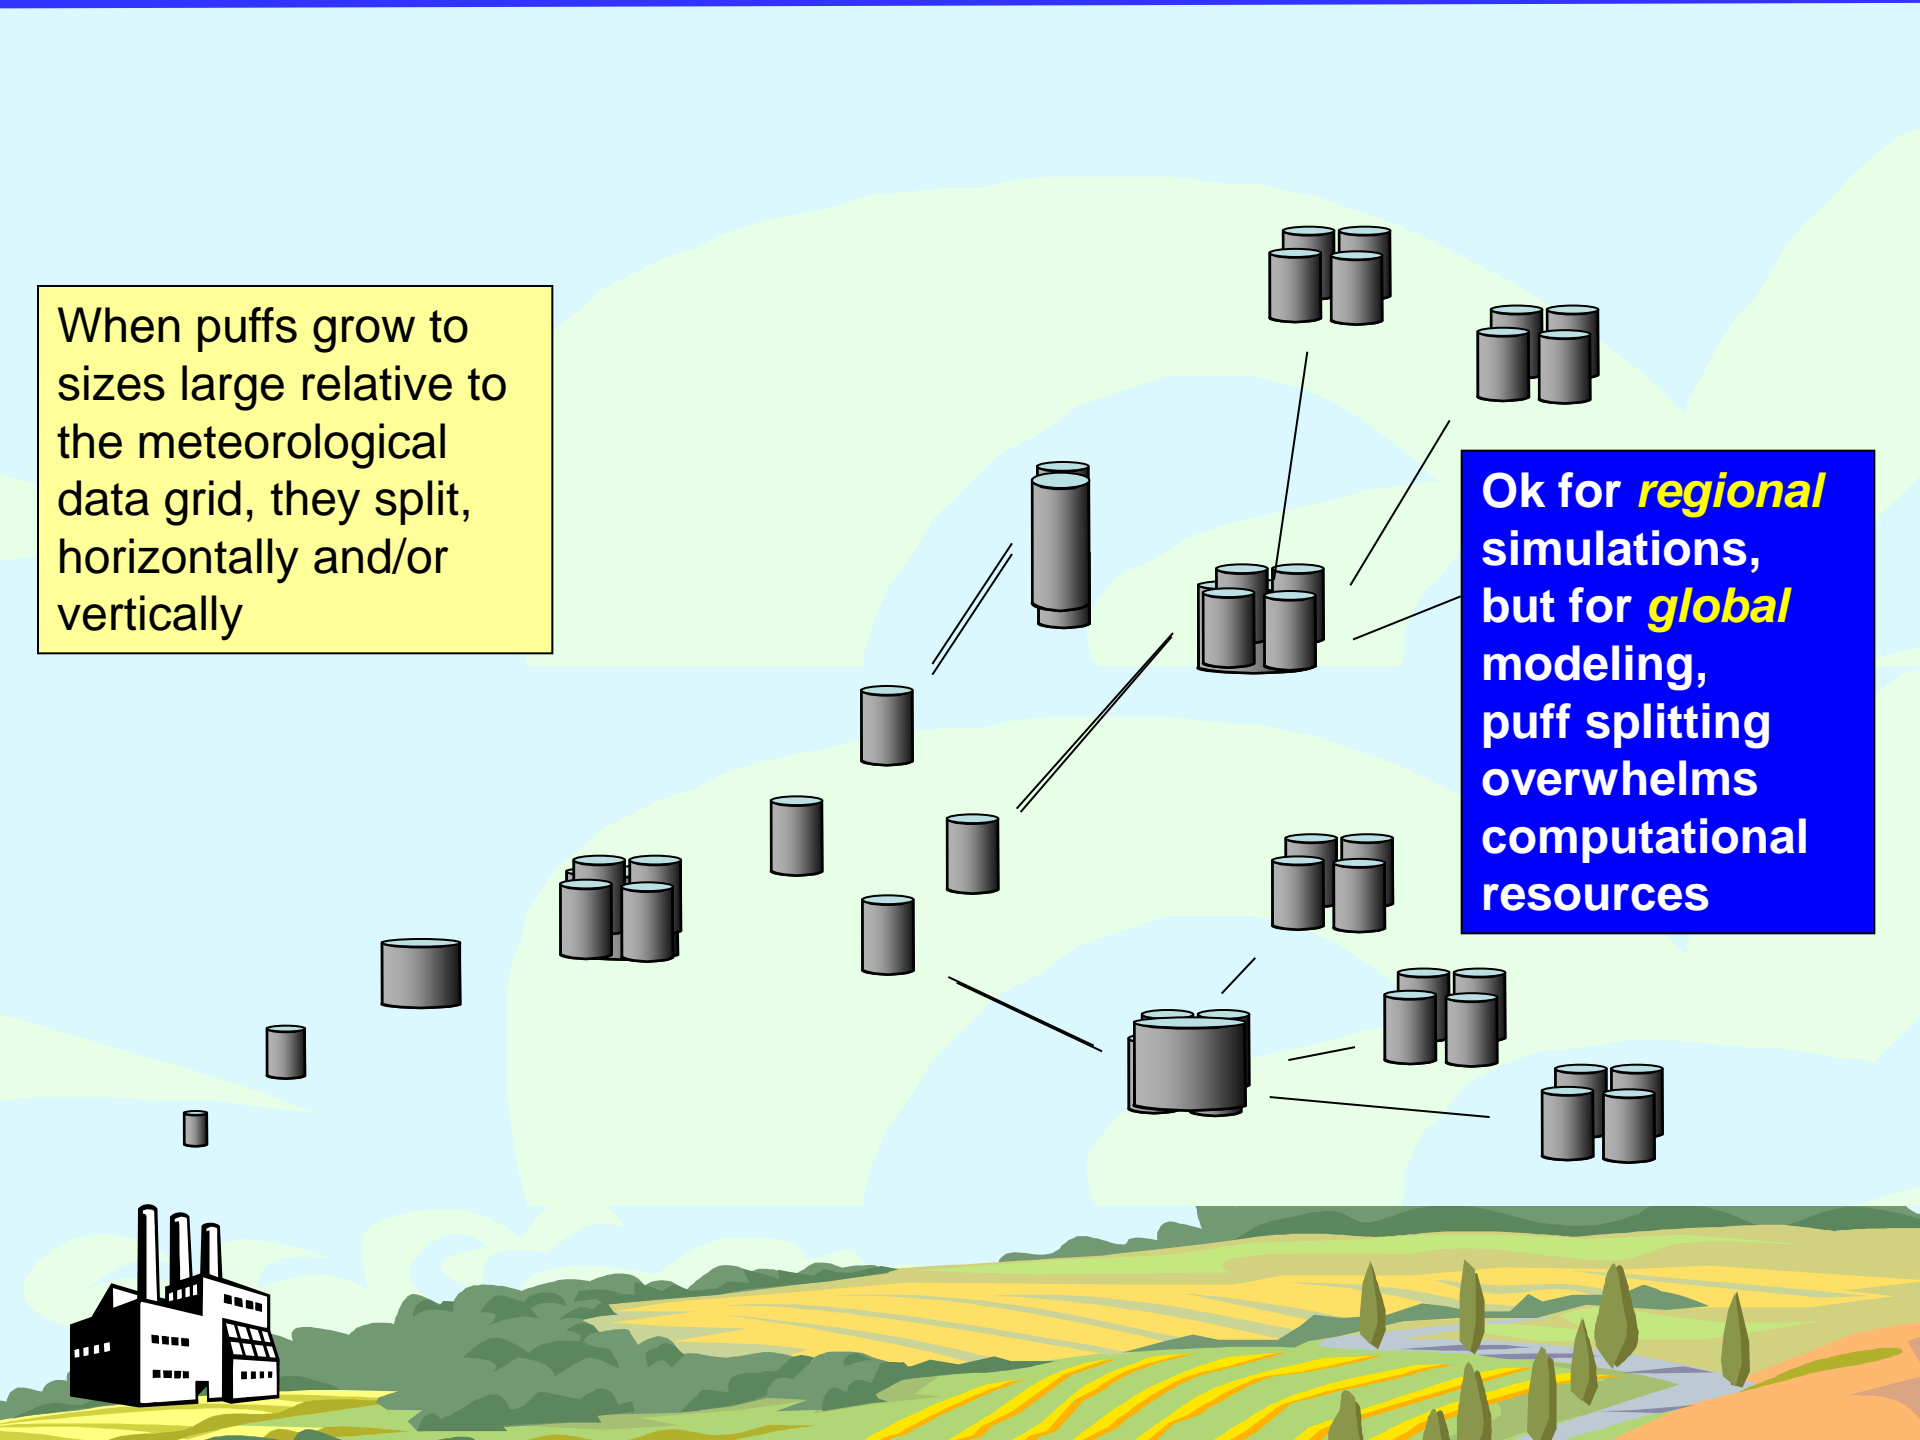 When puffs grow to
sizes large relative to
the meteorological
data grid, they split,
horizontally and/or
vertically
Ok for regional
simulations,
but for global
modeling,
puff splitting
overwhelms
computational
resources